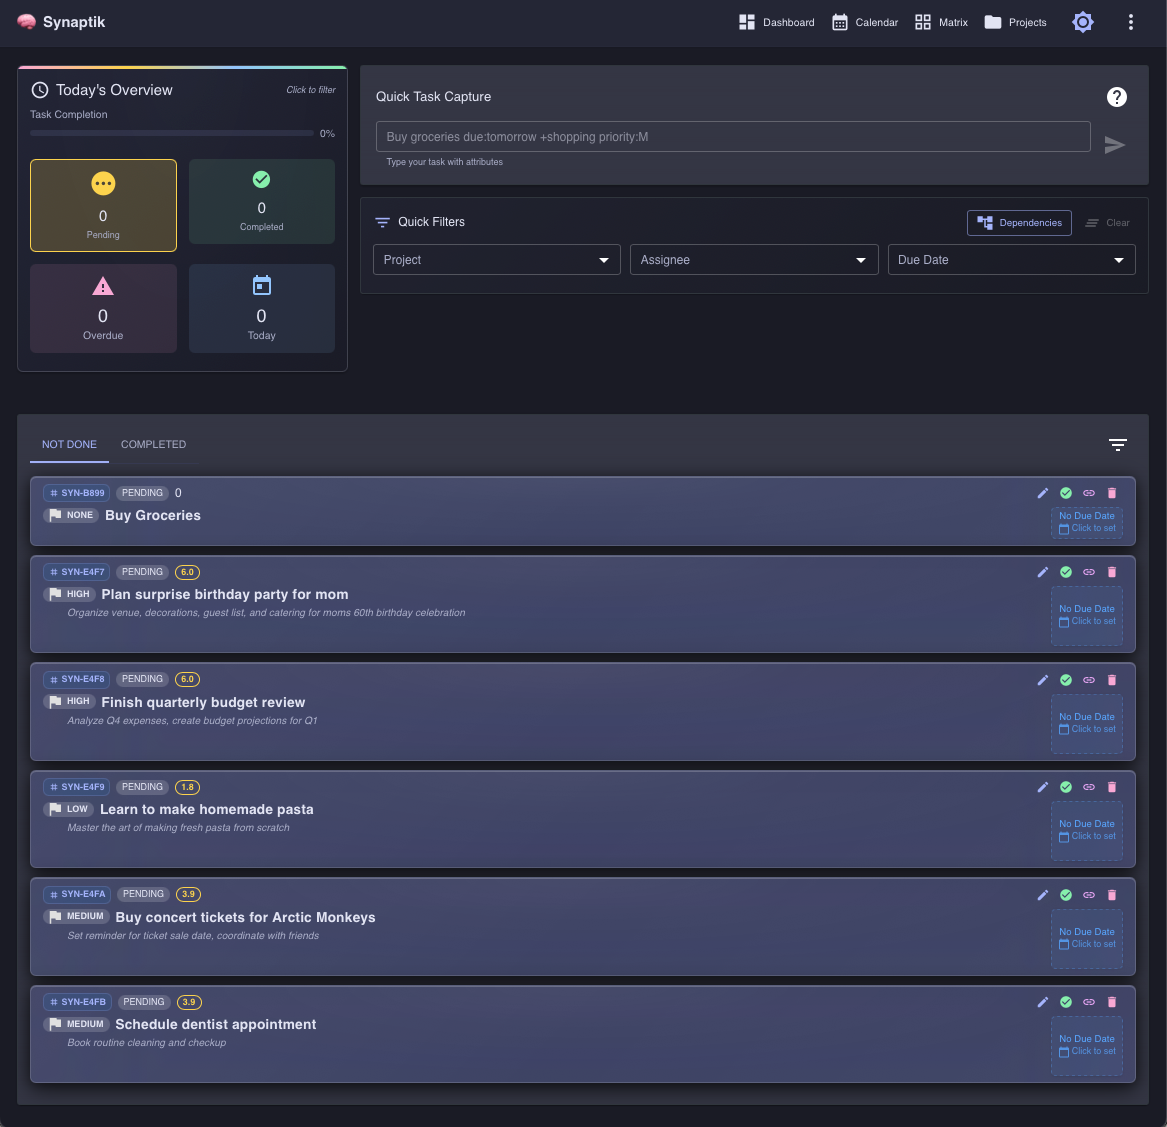 Synaptik
Dashboard
Calendar
Matrix
Projects
Today's Overview
Click to filter
Task Completion
0%
0
Pending
0
Completed
0
Overdue
0
Today
Quick Task Capture
Buy groceries due:tomorrow +shopping priority:M
Type your task with attributes
Quick Filters
Dependencies
Clear
Project
Assignee
Due Date
NOT DONE
COMPLETED
# SYN-B899 PENDING 0
NONE Buy Groceries
No Due Date
Click to set
# SYN-E4F7 PENDING 6.0
HIGH Plan surprise birthday party for mom
Organize venue, decorations, guest list, and catering for moms 60th birthday celebration
No Due Date
Click to set
# SYN-E4F8 PENDING 6.0
HIGH Finish quarterly budget review
Analyze Q4 expenses, create budget projections for Q1
No Due Date
Click to set
# SYN-E4F9 PENDING 1.8
LOW Learn to make homemade pasta
Master the art of making fresh pasta from scratch
No Due Date
Click to set
# SYN-E4FA PENDING 3.9
MEDIUM Buy concert tickets for Arctic Monkeys
Set reminder for ticket sale date, coordinate with friends
No Due Date
Click to set
# SYN-E4FB PENDING 3.9
MEDIUM Schedule dentist appointment
Book routine cleaning and checkup
No Due Date
Click to set